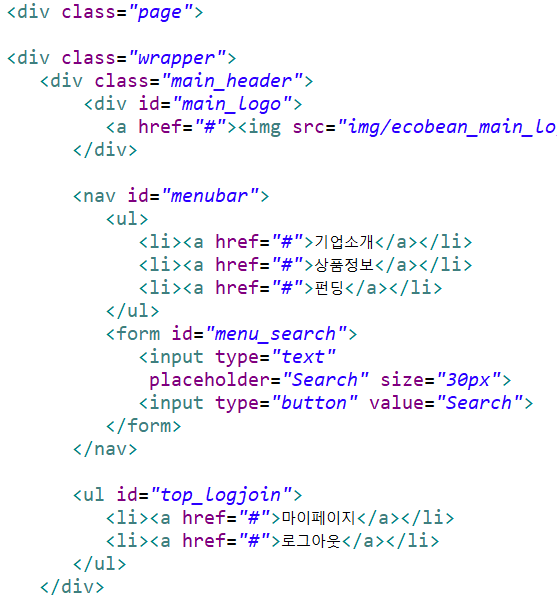 <div class="page">
<div class="wrapper">
<div class="main_header">
<div id="main_logo">
<a href="#"><img src="img/ecobean_main_lo
</div>
<nav id="menubar">
<ul>
<li><a href="#">기업소개</a></li>
<li><a href="#">상품정보</a></li>
<li><a href="#">펀딩</a></li>
</ul>
<form id="menu_search">
<input type="text"
placeholder="Search" size="30px">
<input type="button" value="Search">
</form>
</nav>
<ul id="top_logjoin">
<li><a href="#">마이페이지</a></li>
<li><a href="#">로그아웃</a></li>
</ul>
</div>